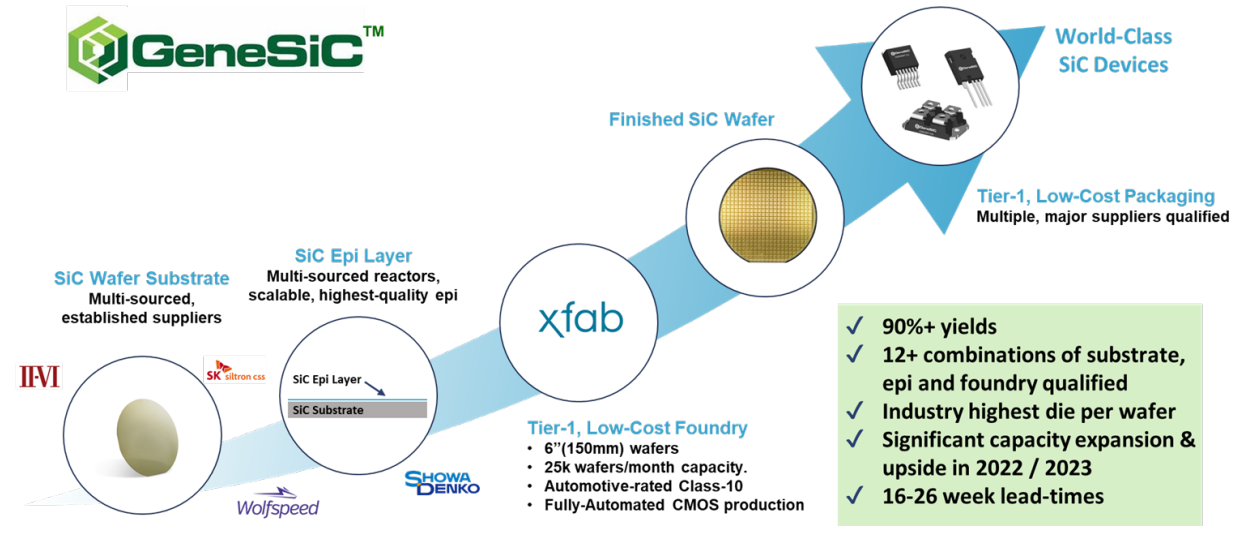 GeneSiC™
World-Class
SiC Devices
Finished SiC Wafer
Tier-1, Low-Cost Packaging
Multiple, major suppliers qualified
SiC Epi Layer
Multi-sourced reactors,
scalable, highest-quality epi
SiC Wafer Substrate
Multi-sourced,
established suppliers
II-VI
SK siltron css
SiC Epi Layer
SiC Substrate
Wolfspeed
SHOWA
DENKO
xfab
Tier-1, Low-Cost Foundry
• 6”(150mm) wafers
• 25k wafers/month capacity.
• Automotive-rated Class-10
• Fully-Automated CMOS production
✓ 90%+ yields
✓ 12+ combinations of substrate,
epi and foundry qualified
✓ Industry highest die per wafer
✓ Significant capacity expansion &
upside in 2022 / 2023
✓ 16-26 week lead-times